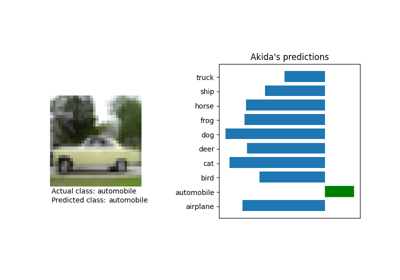 Akida's predictions
truck
ship
horse
frog
dog
deer
cat
bird
automobile
airplane
Actual class: automobile
Predicted class: automobile